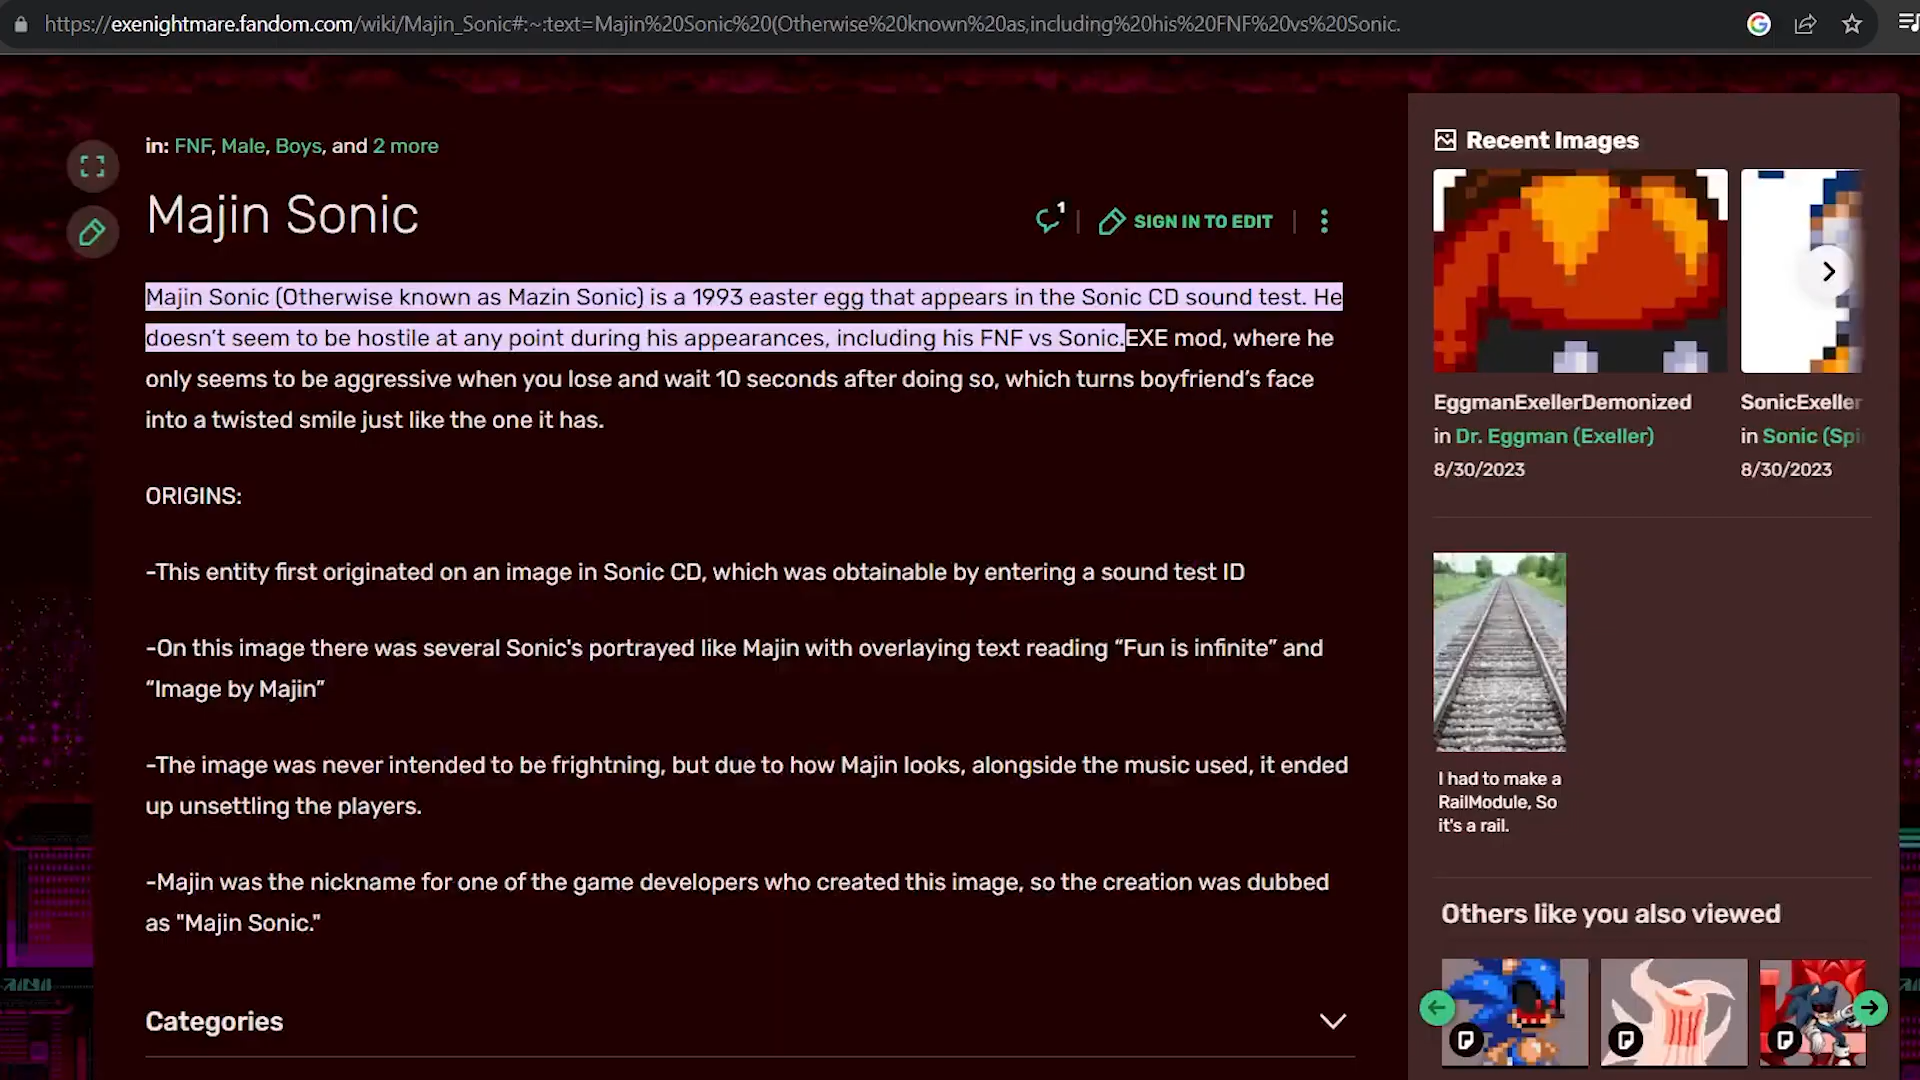 https://exenightmare.fandom.com/wiki/Majin_Sonic#:~:text=Majin%20Sonic%20(Otherwise%20known%20as,including%20his%20FNF%20vs%20Sonic.
in: FNF, Male, Boys, and 2 more
Majin Sonic
1
SIGN IN TO EDIT
Majin Sonic (Otherwise known as Mazin Sonic) is a 1993 easter egg that appears in the Sonic CD sound test. He
doesn’t seem to be hostile at any point during his appearances, including his FNF vs Sonic.EXE mod, where he
only seems to be aggressive when you lose and wait 10 seconds after doing so, which turns boyfriend’s face
into a twisted smile just like the one it has.
ORIGINS:
-This entity first originated on an image in Sonic CD, which was obtainable by entering a sound test ID
-On this image there was several Sonic's portrayed like Majin with overlaying text reading “Fun is infinite” and
“Image by Majin”
-The image was never intended to be frightning, but due to how Majin looks, alongside the music used, it ended
up unsettling the players.
-Majin was the nickname for one of the game developers who created this image, so the creation was dubbed
as "Majin Sonic."
Categories
Recent Images
EggmanExellerDemonized
in Dr. Eggman (Exeller)
8/30/2023
SonicExeller
in Sonic (Spi
8/30/2023
I had to make a
RailModule, So
it's a rail.
Others like you also viewed